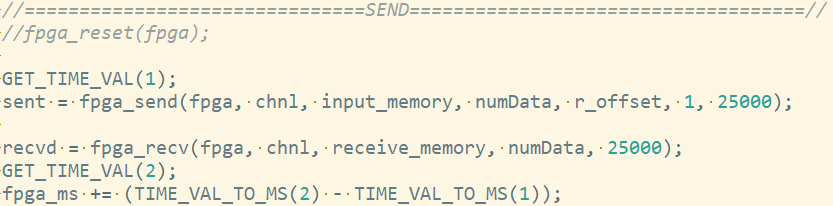 //==============================SEND==================================//
//fpga_reset(fpga);
GET_TIME_VAL(1);
sent = fpga_send(fpga, chnl, input_memory, numData, r_offset, 1, 25000);
recvd = fpga_recv(fpga, chnl, receive_memory, numData, 25000);
GET_TIME_VAL(2);
fpga_ms += (TIME_VAL_TO_MS(2) - TIME_VAL_TO_MS(1));